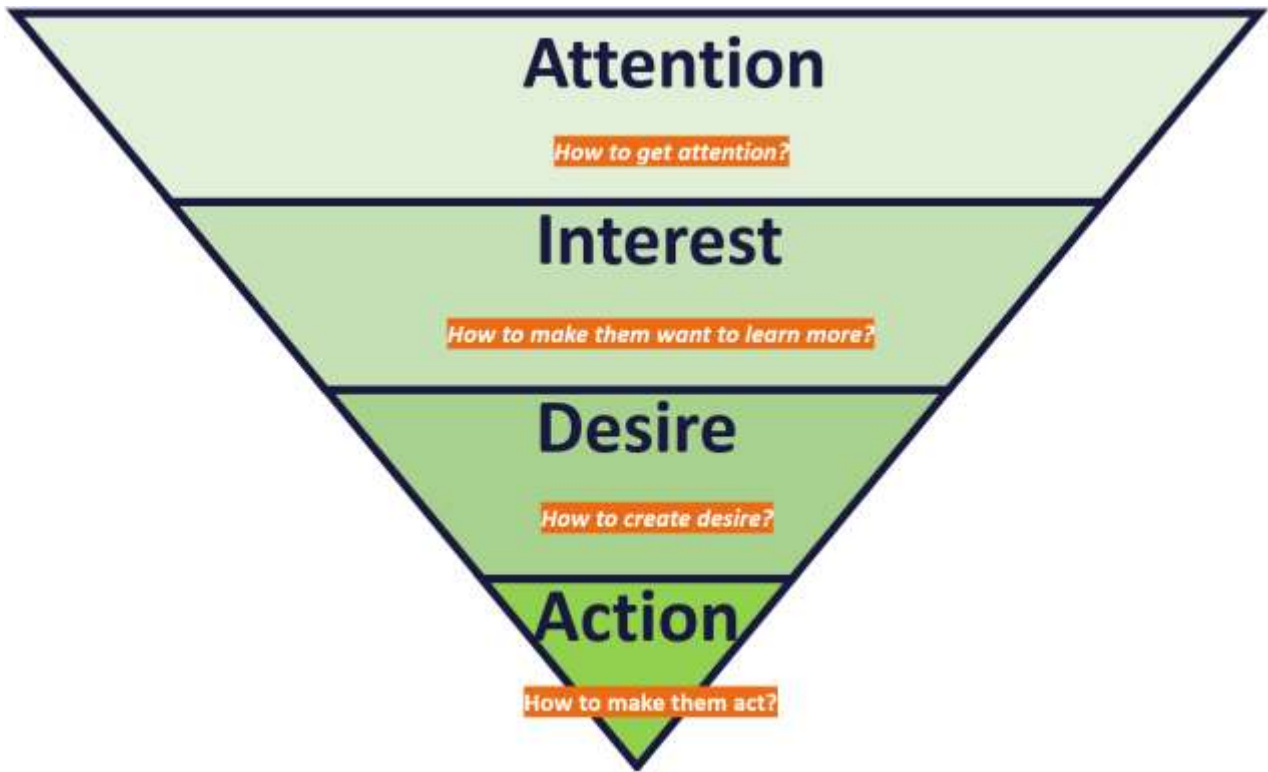 Attention
How to get attention?
Interest
How to make them want to learn more?
Desire
How to create desire?
Action
How to make them act?